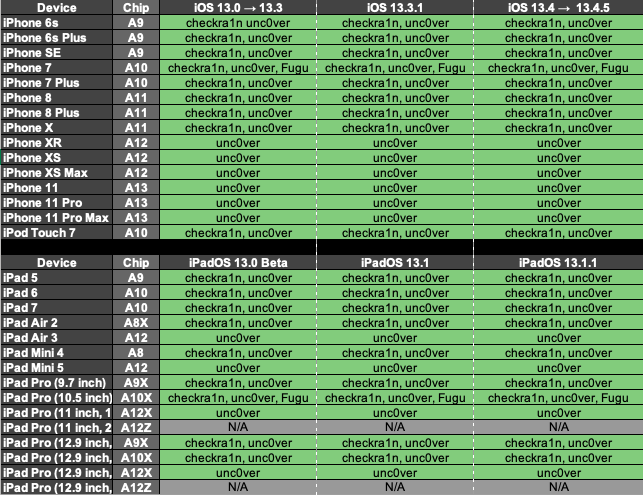 Device Chip iOS 13.0 → 13.3 iOS 13.3.1 iOS 13.4 → 13.4.5
iPhone 6s A9 checkra1n unc0ver checkra1n, unc0ver checkra1n, unc0ver
iPhone 6s Plus A9 checkra1n, unc0ver checkra1n, unc0ver checkra1n, unc0ver
iPhone SE A9 checkra1n, unc0ver checkra1n, unc0ver checkra1n, unc0ver
iPhone 7 A10 checkra1n, unc0ver, Fugu checkra1n, unc0ver, Fugu checkra1n, unc0ver, Fugu
iPhone 7 Plus A10 checkra1n, unc0ver checkra1n, unc0ver checkra1n, unc0ver
iPhone 8 A11 checkra1n, unc0ver checkra1n, unc0ver checkra1n, unc0ver
iPhone 8 Plus A11 checkra1n, unc0ver checkra1n, unc0ver checkra1n, unc0ver
iPhone X A11 checkra1n, unc0ver checkra1n, unc0ver checkra1n, unc0ver
iPhone XR A12 unc0ver unc0ver unc0ver
iPhone XS A12 unc0ver unc0ver unc0ver
iPhone XS Max A12 unc0ver unc0ver unc0ver
iPhone 11 A13 unc0ver unc0ver unc0ver
iPhone 11 Pro A13 unc0ver unc0ver unc0ver
iPhone 11 Pro Max A13 unc0ver unc0ver unc0ver
iPod Touch 7 A10 checkra1n, unc0ver checkra1n, unc0ver checkra1n, unc0ver
Device Chip iPadOS 13.0 Beta iPadOS 13.1 iPadOS 13.1.1
iPad 5 A9 checkra1n, unc0ver checkra1n, unc0ver checkra1n, unc0ver
iPad 6 A10 checkra1n, unc0ver checkra1n, unc0ver checkra1n, unc0ver
iPad 7 A10 checkra1n, unc0ver checkra1n, unc0ver checkra1n, unc0ver
iPad Air 2 A8X checkra1n, unc0ver checkra1n, unc0ver checkra1n, unc0ver
iPad Air 3 A12 unc0ver unc0ver unc0ver
iPad Mini 4 A8 checkra1n, unc0ver checkra1n, unc0ver checkra1n, unc0ver
iPad Mini 5 A12 unc0ver unc0ver unc0ver
iPad Pro (9.7 inch) A9X checkra1n, unc0ver checkra1n, unc0ver checkra1n, unc0ver
iPad Pro (10.5 inch) A10X checkra1n, unc0ver, Fugu checkra1n, unc0ver, Fugu checkra1n, unc0ver, Fugu
iPad Pro (11 inch, 1 A12X unc0ver unc0ver unc0ver
iPad Pro (11 inch, 2 A12Z N/A N/A N/A
iPad Pro (12.9 inch, A9X checkra1n, unc0ver checkra1n, unc0ver checkra1n, unc0ver
iPad Pro (12.9 inch, A10X checkra1n, unc0ver checkra1n, unc0ver checkra1n, unc0ver
iPad Pro (12.9 inch, A12X unc0ver unc0ver unc0ver
iPad Pro (12.9 inch, A12Z N/A N/A N/A